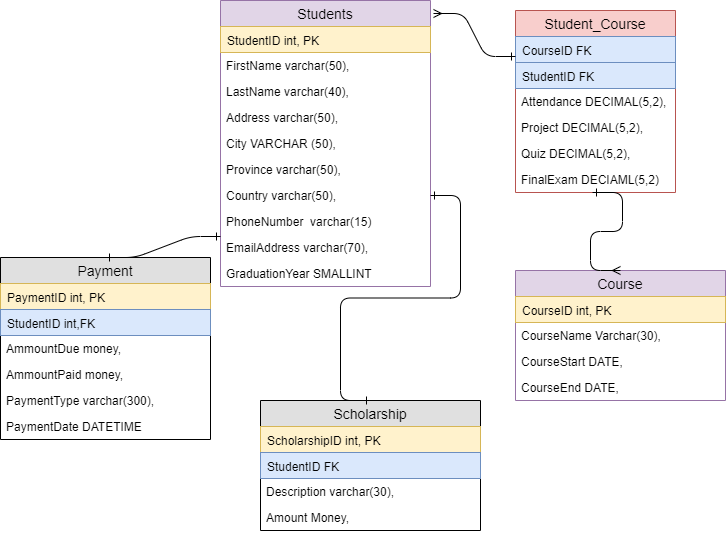 Students
StudentID int, PK
FirstName varchar(50),
LastName varchar(40),
Address varchar(50),
City VARCHAR (50),
Province varchar(50),
Country varchar(50),
PhoneNumber  varchar(15)
EmailAddress varchar(70),
GraduationYear SMALLINT
Student_Course
CourseID FK
StudentID FK
Attendance DECIMAL(5,2),
Project DECIMAL(5,2),
Quiz DECIMAL(5,2),
FinalExam DECIAML(5,2)
Payment
PaymentID int, PK
StudentID int,FK
AmmountDue money,
AmmountPaid money,
PaymentType varchar(300),
PaymentDate DATETIME
Course
CourseID int, PK
CourseName Varchar(30),
CourseStart DATE,
CourseEnd DATE,
Scholarship
ScholarshipID int, PK
StudentID FK
Description varchar(30),
Amount Money,